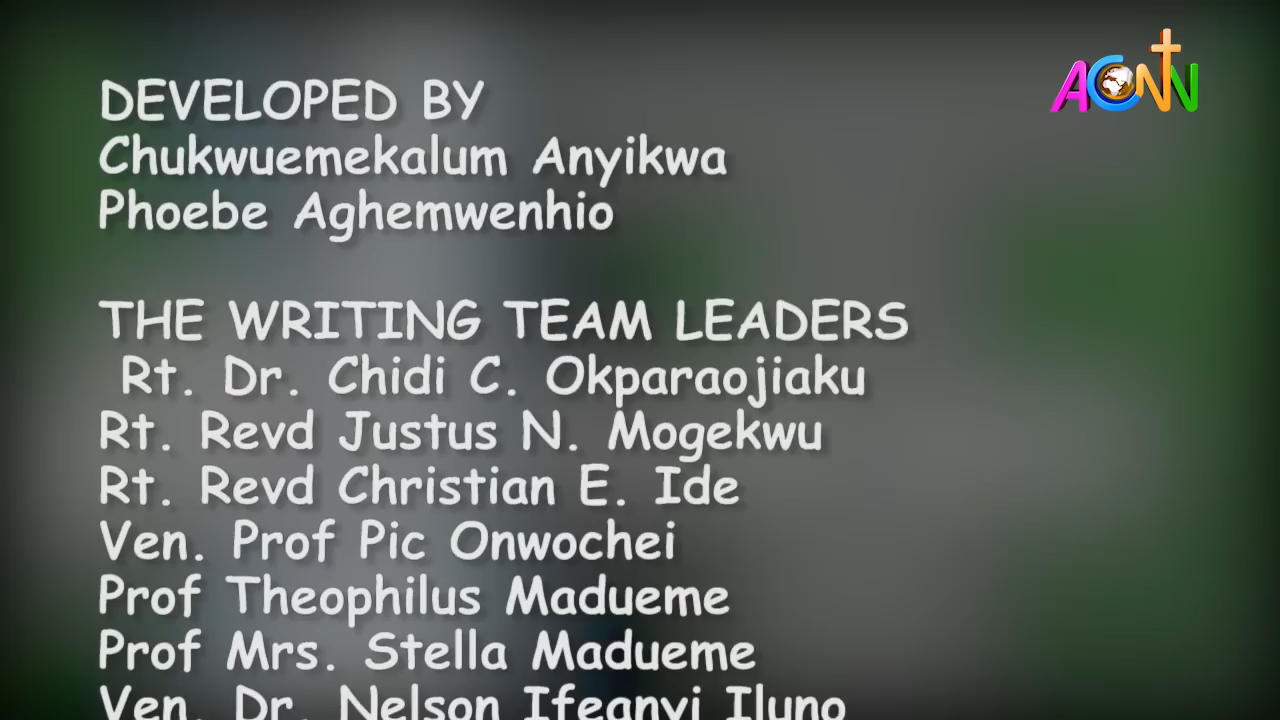 ACNN
DEVELOPED BY
Chukwuemekalum Anyikwa
Phoebe Aghemwenhio
THE WRITING TEAM LEADERS
Rt. Dr. Chidi C. Okparaojiaku
Rt. Revd Justus N. Mogekwu
Rt. Revd Christian E. Ide
Ven. Prof Pic Onwochei
Prof Theophilus Madueme
Prof Mrs. Stella Madueme
Ven. Dr. Nelson Ifeanyi Iluno